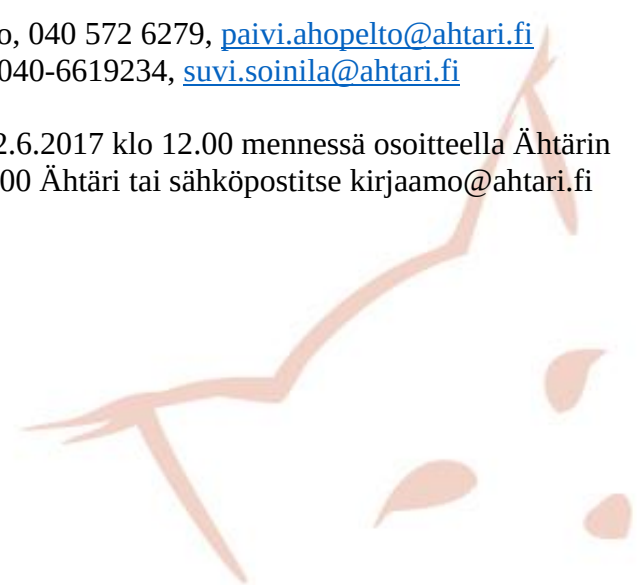 o, 040 572 6279, paivi.ahopelto@ahtari.fi
040-6619234, suvi.soinila@ahtari.fi
2.6.2017 klo 12.00 mennessä osoitteella Ähtärin
00 Ähtäri tai sähköpostitse kirjaamo@ahtari.fi